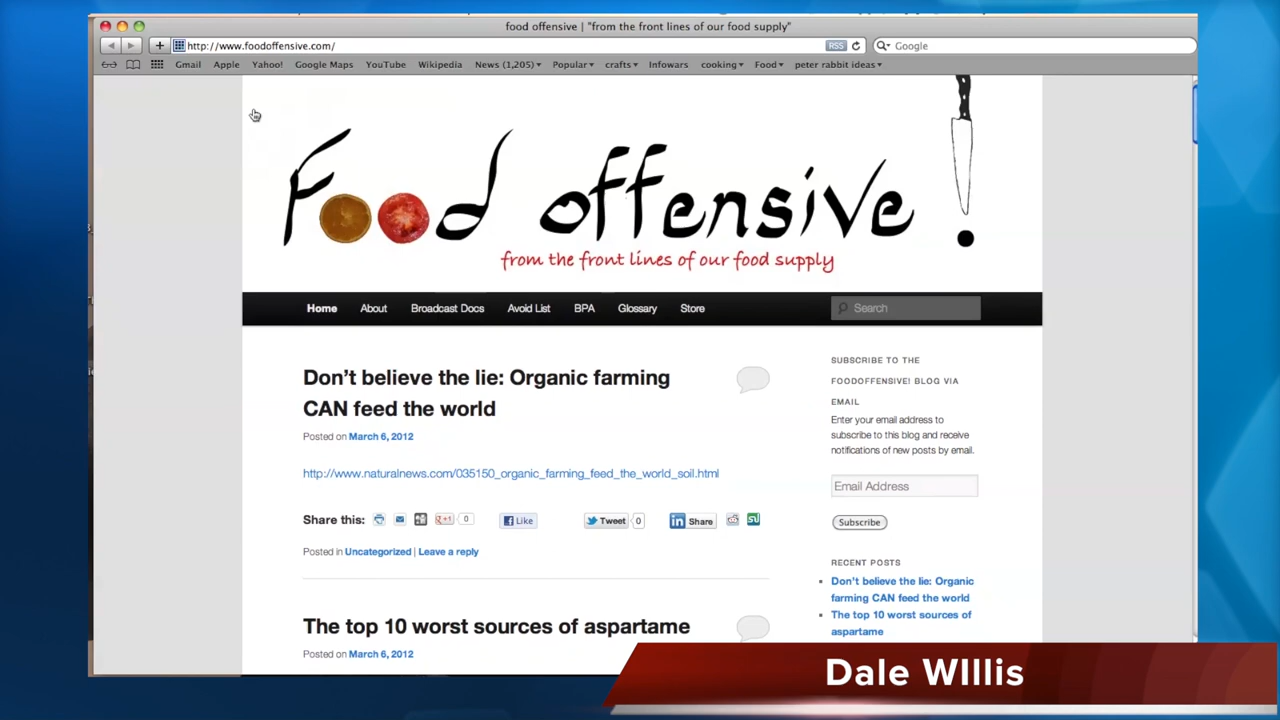 food offensive | "from the front lines of our food supply"
http://www.foodoffensive.com/
RSS
Google
Gmail Apple Yahoo! Google Maps YouTube Wikipedia News (1,205) Popular crafts Infowars cooking Food peter rabbit ideas
Food offensive!
from the front lines of our food supply
Home About Broadcast Docs Avoid List BPA Glossary Store
Search
Don’t believe the lie: Organic farming
CAN feed the world
Posted on March 6, 2012
http://www.naturalnews.com/035150_organic_farming_feed_the_world_soil.html
Share this: g+1 0 Like Tweet 0 in Share
Posted in Uncategorized | Leave a reply
The top 10 worst sources of aspartame
Posted on March 6, 2012
SUBSCRIBE TO THE
FOODOFFENSIVE! BLOG VIA
EMAIL
Enter your email address to
subscribe to this blog and receive
notifications of new posts by email.
Email Address
Subscribe
RECENT POSTS
Don’t believe the lie: Organic
farming CAN feed the world
The top 10 worst sources of
aspartame
Dale WIllis